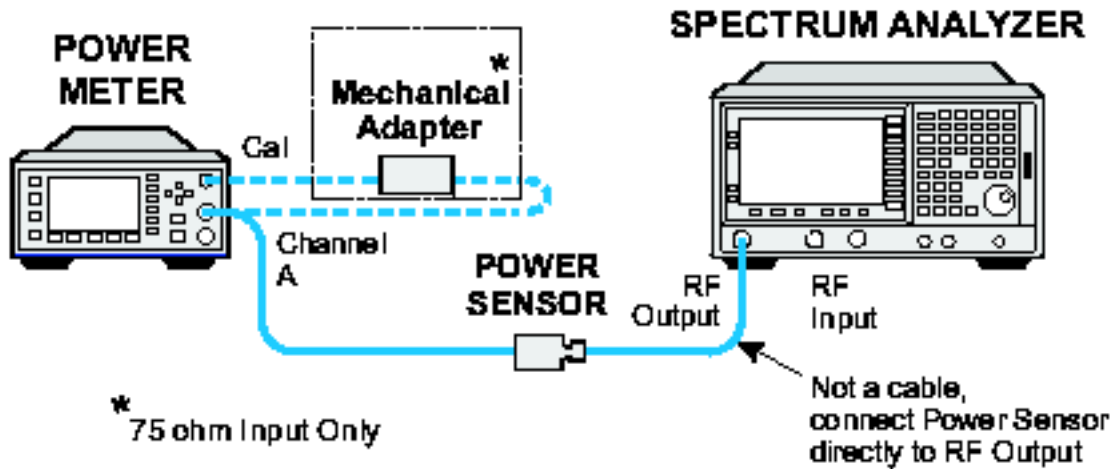 SPECTRUM ANALYZER
POWER
METER
*
Mechanical
Adapter
Cal
Channel
A
POWER
SENSOR
RF
Output
RF
Input
*
75 ohm Input Only
Not a cable,
connect Power Sensor
directly to RF Output